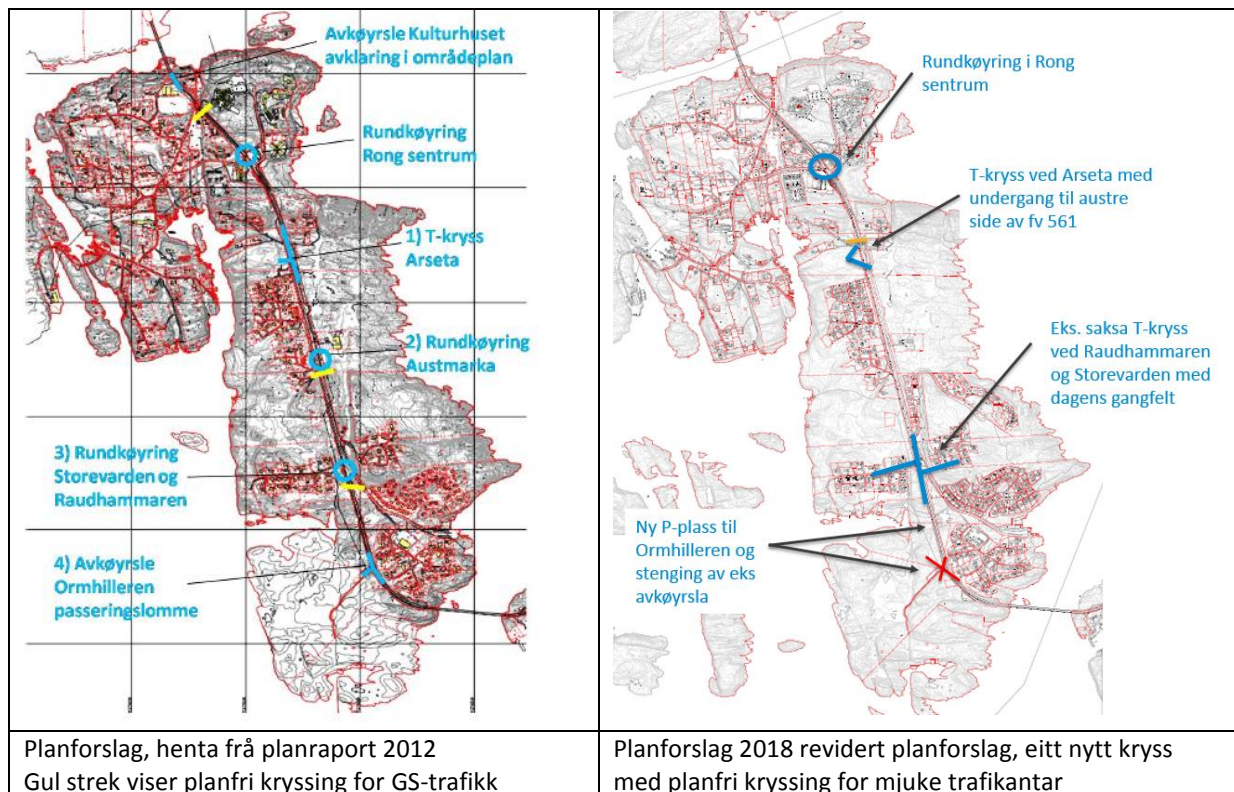 Avkøyrsle Kulturhuset
avklaring i områdeplan
Rundkøyring
Rong sentrum
1) T-kryss
Arseta
2) Rundkøyring
Austmarka
3) Rundkøyring
Storevarden og
Raudhammaren
4) Avkøyrsle
Ormhilleren
passeringslomme
Planforslag, henta frå planraport 2012
Gul strek viser planfri kryssing for GS-trafikk
Rundkøyring i Rong
sentrum
T-kryss ved Arseta med
undergang til austre
side av fv 561
Eks. saksa T-kryss
ved Raudhammaren
og Storevarden med
dagens gangfelt
Ny P-plass til
Ormhilleren og
stenging av eks
avkøyrsla
Planforslag 2018 revidert planforslag, eitt nytt kryss
med planfri kryssing for mjuke trafikantar